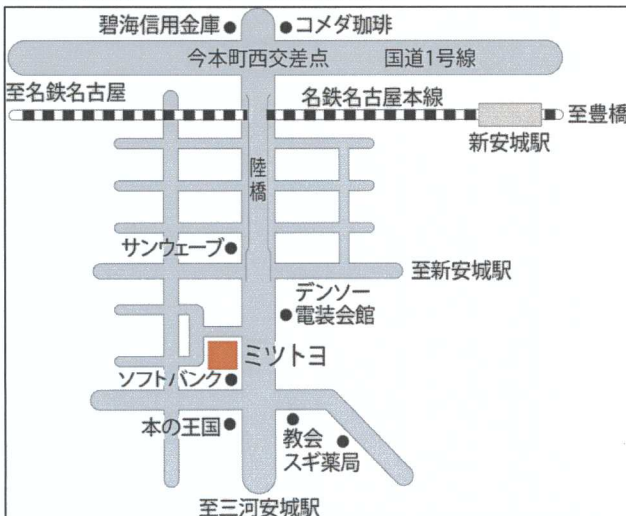 碧海信用金庫
コメダ珈琲
今本町西交差点
国道1号線
至名鉄名古屋
名鉄名古屋本線
至豊橋
新安城駅
陸橋
サンウェーブ
至新安城駅
デンソー
電装会館
ミツトヨ
ソフトバンク
本の王国
教会
スギ薬局
至三河安城駅